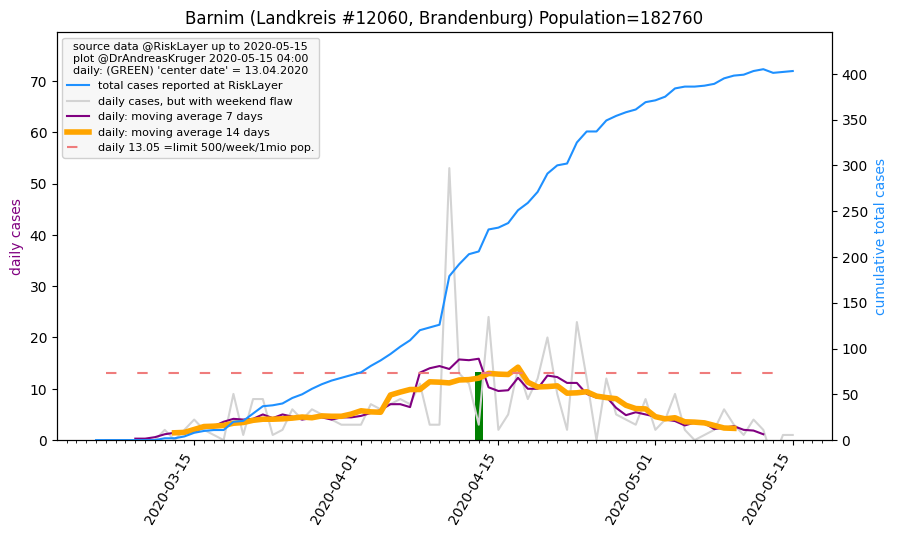 Barnim (Landkreis #12060, Brandenburg) Population=182760
source data @RiskLayer up to 2020-05-15
plot @DrAndreasKruger 2020-05-15 04:00
daily: (GREEN) 'center date' = 13.04.2020
total cases reported at RiskLayer
daily cases, but with weekend flaw
daily: moving average 7 days
daily: moving average 14 days
daily 13.05 =limit 500/week/1mio pop.
daily cases
70
60
50
40
30
20
10
0
400
350
300
250
200
150
100
50
0
cumulative total cases
2020-03-15
2020-04-01
2020-04-15
2020-05-01
2020-05-15